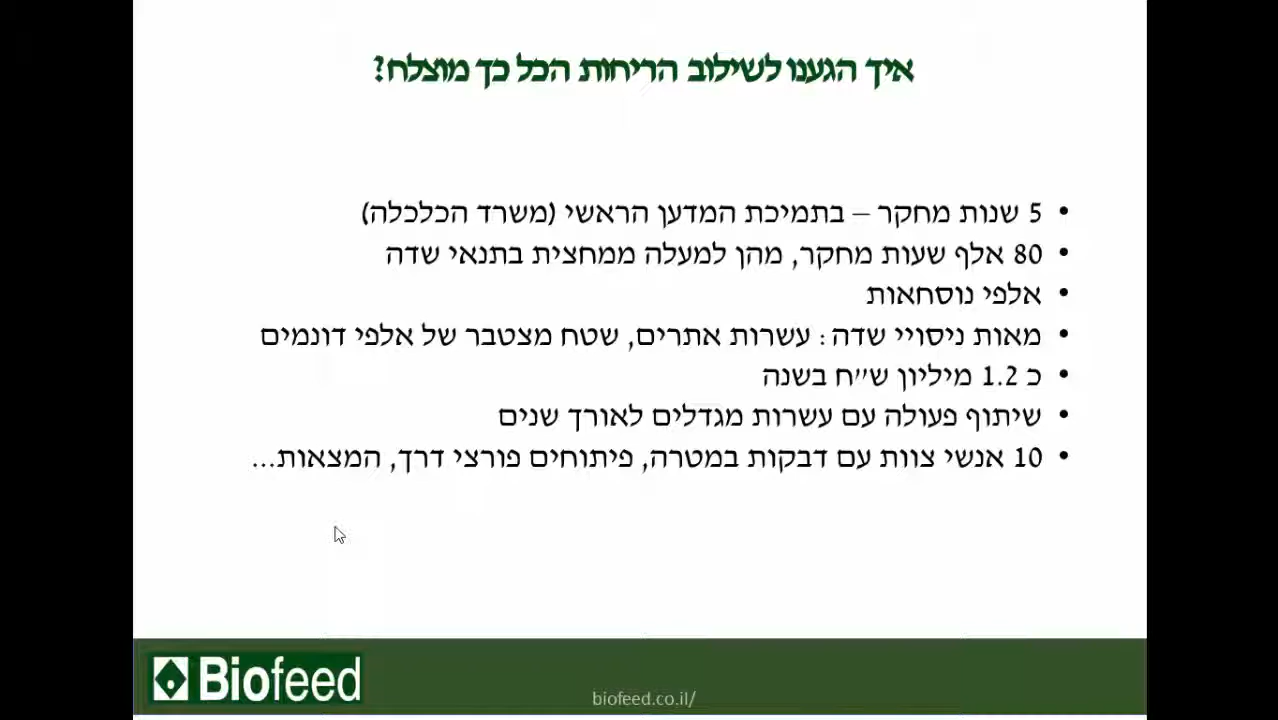 איך הגענו לשילוב הריחות הכל כך מוצלח?
• 5 שנות מחקר – בתמיכת המדען הראשי (משרד הכלכלה)
• 80 אלף שעות מחקר, מהן למעלה ממחצית בתנאי שדה
• אלפי נוסחאות
• מאות ניסויי שדה: עשרות אתרים, שטח מצטבר של אלפי דונמים
• כ 1.2 מיליון ש״ח בשנה
• שיתוף פעולה עם עשרות מגדלים לאורך שנים
• 10 אנשי צוות עם דבקות במטרה, פיתוחים פורצי דרך, המצאות...
Biofeed
biofeed.co.il/